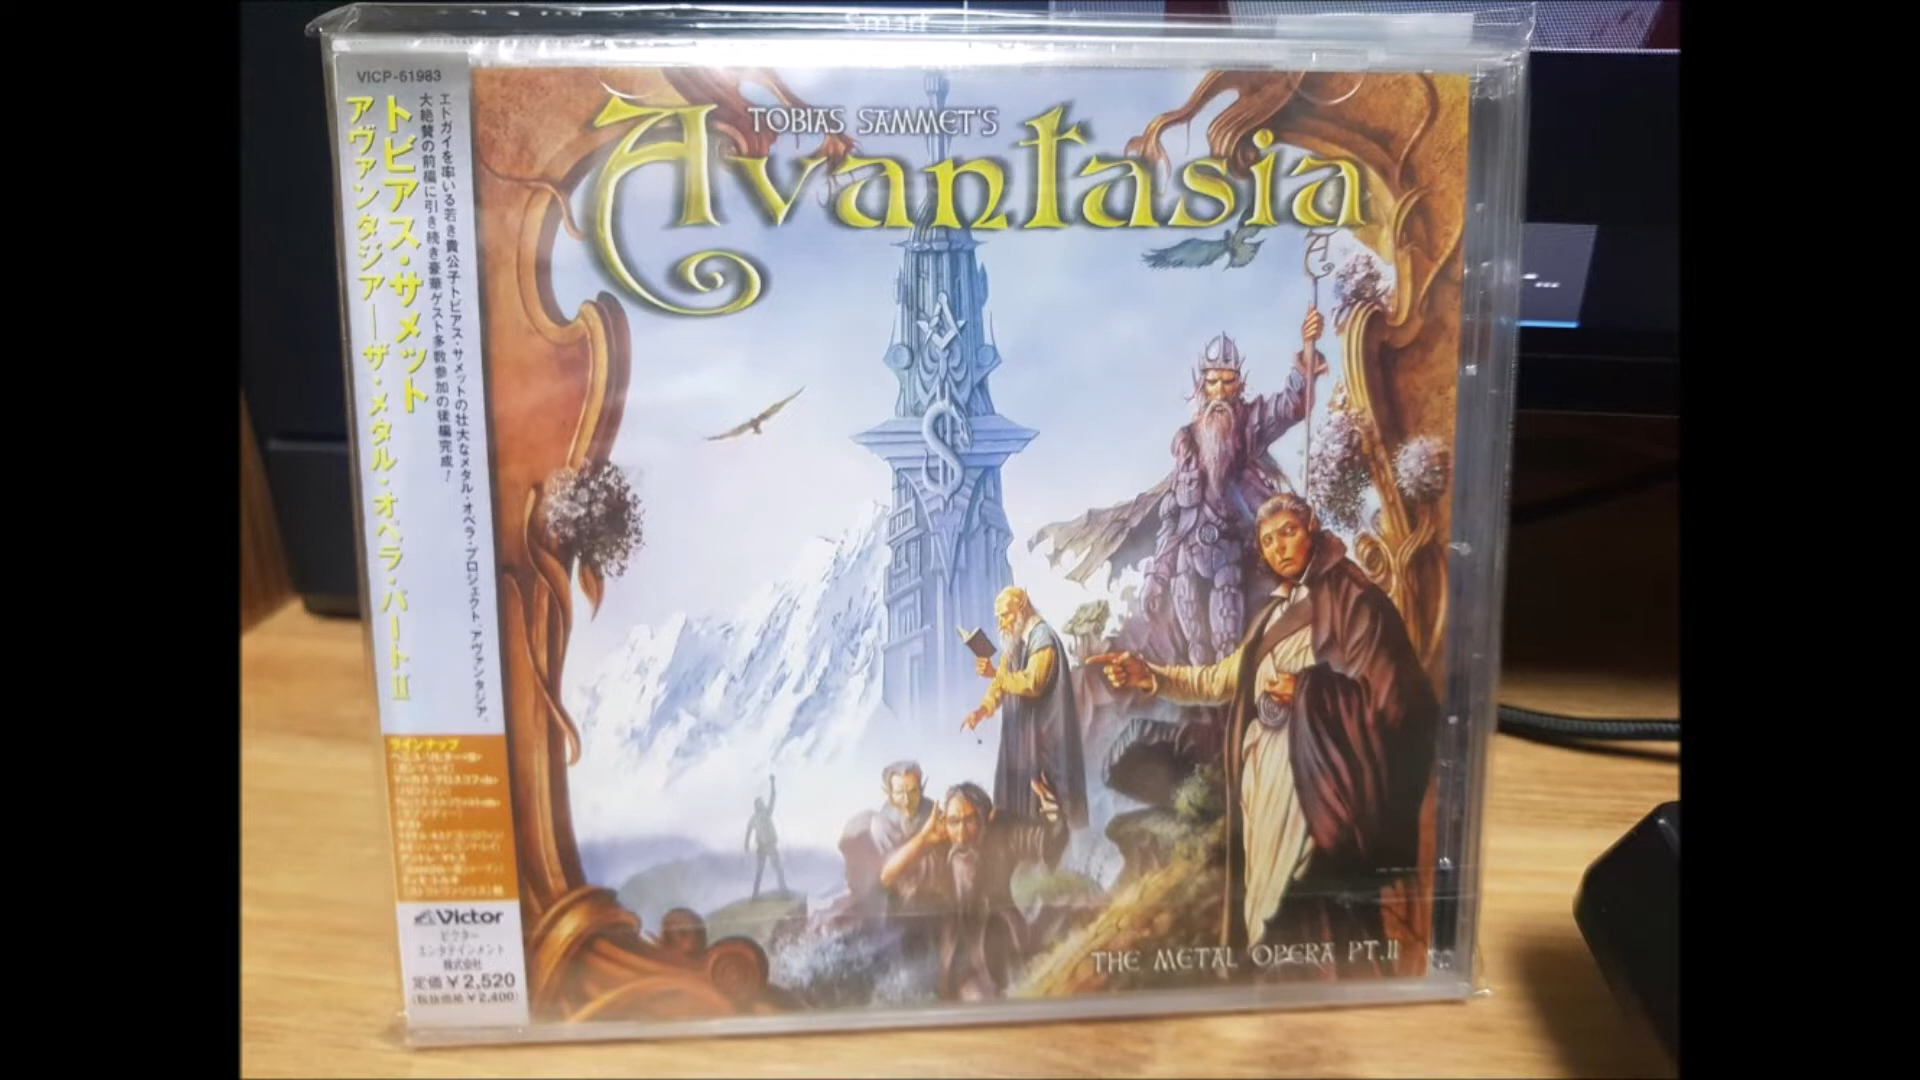 Smart
VICP-61983
エドガイを率いる若き貴公子トビアス・サメットの壮大なメタル・オペラ・プロジェクト、アヴァンタジア。
大絶賛の前編に引き続き豪華ゲスト多数参加の後編完成!
トビアス・サメット
アヴァンタジア―ザ・メタル・オペラ・パートII
TOBIAS SAMMET'S
Avantasia
THE METAL OPERA PT.II
ラインナップ
Victor
ビクター
エンタテインメント
株式会社
定価¥2,520
(税抜価格¥2,400)